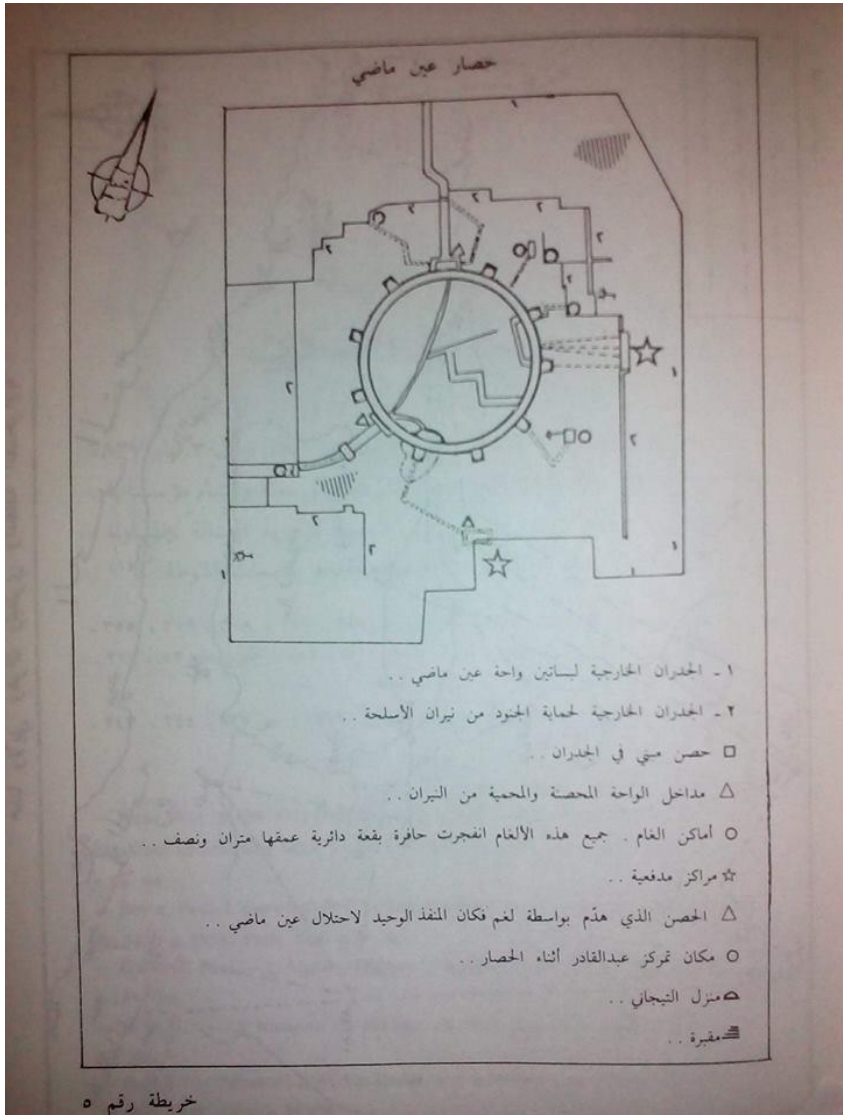 حصار عين ماضي
١ ـ الجدران الخارجية لبساتين واحة عين ماضي . .
٢ ـ الجدران الخارجية لحماية الجنود من نيران الأسلحة . .
حصن مبني في الجدران . .
مداخل الواحة المحصنة والمحمية من النيران . .
أماكن الغام . جميع هذه الألغام انفجرت حافرة بقعة دائرية عمقها متران ونصف . .
مراكز مدفعية . .
الحصن الذي هدّم بواسطة لغم فكان المنفذ الوحيد لاحتلال عين ماضي . .
مكان تمركز عبدالقادر أثناء الحصار . .
منزل التيجاني . .
مقبرة . .
خريطة رقم ٥